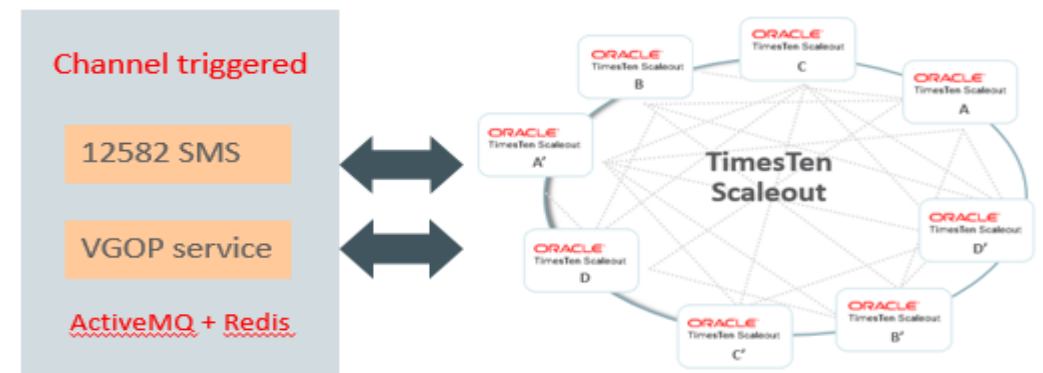 Channel triggered
12582 SMS
VGOP service
ActiveMQ + Redis
ORACLE
TimesTen Scaleout
C
ORACLE
TimesTen Scaleout
B
ORACLE
TimesTen Scaleout
A
ORACLE
TimesTen Scaleout
A'
TimesTen
Scaleout
ORACLE
TimesTen Scaleout
D'
ORACLE
TimesTen Scaleout
D
ORACLE
TimesTen Scaleout
B'
ORACLE
TimesTen Scaleout
C'